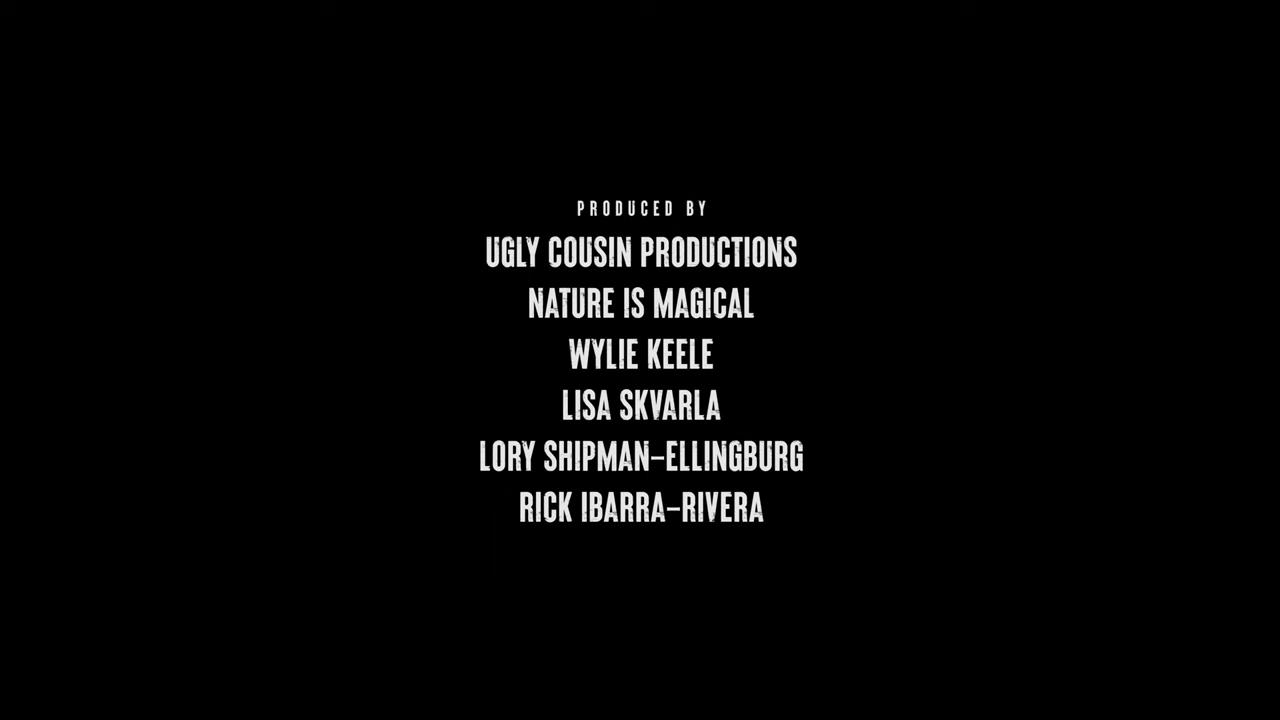 PRODUCED BY
UGLY COUSIN PRODUCTIONS
NATURE IS MAGICAL
WYLIE KEELE
LISA SKVARLA
LORY SHIPMAN–ELLINGBURG
RICK IBARRA–RIVERA